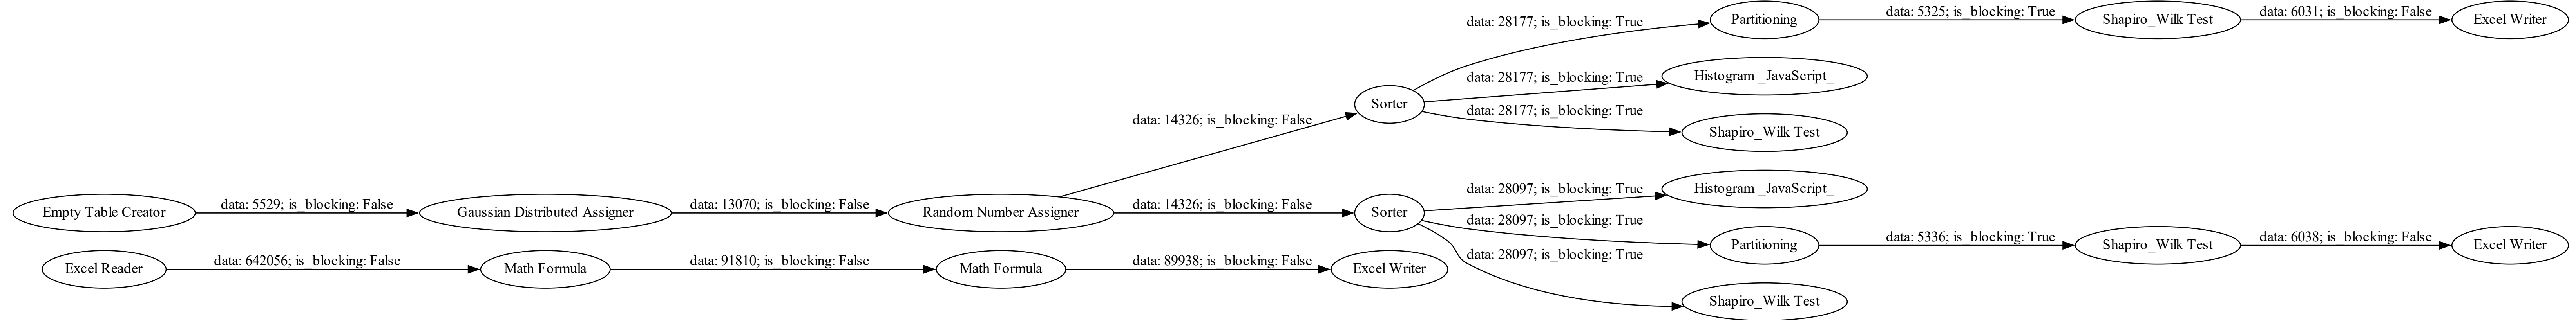 data: 28177; is_blocking: True
Partitioning
data: 5325; is_blocking: True
Shapiro_Wilk Test
data: 6031; is_blocking: False
Excel Writer
data: 28177; is_blocking: True
Histogram _JavaScript_
Sorter
data: 28177; is_blocking: True
Shapiro_Wilk Test
data: 14326; is_blocking: False
Empty Table Creator
data: 5529; is_blocking: False
Gaussian Distributed Assigner
data: 13070; is_blocking: False
Random Number Assigner
data: 14326; is_blocking: False
Sorter
data: 28097; is_blocking: True
Histogram _JavaScript_
data: 28097; is_blocking: True
Partitioning
data: 5336; is_blocking: True
Shapiro_Wilk Test
data: 6038; is_blocking: False
Excel Writer
data: 28097; is_blocking: True
Shapiro_Wilk Test
Excel Reader
data: 642056; is_blocking: False
Math Formula
data: 91810; is_blocking: False
Math Formula
data: 89938; is_blocking: False
Excel Writer